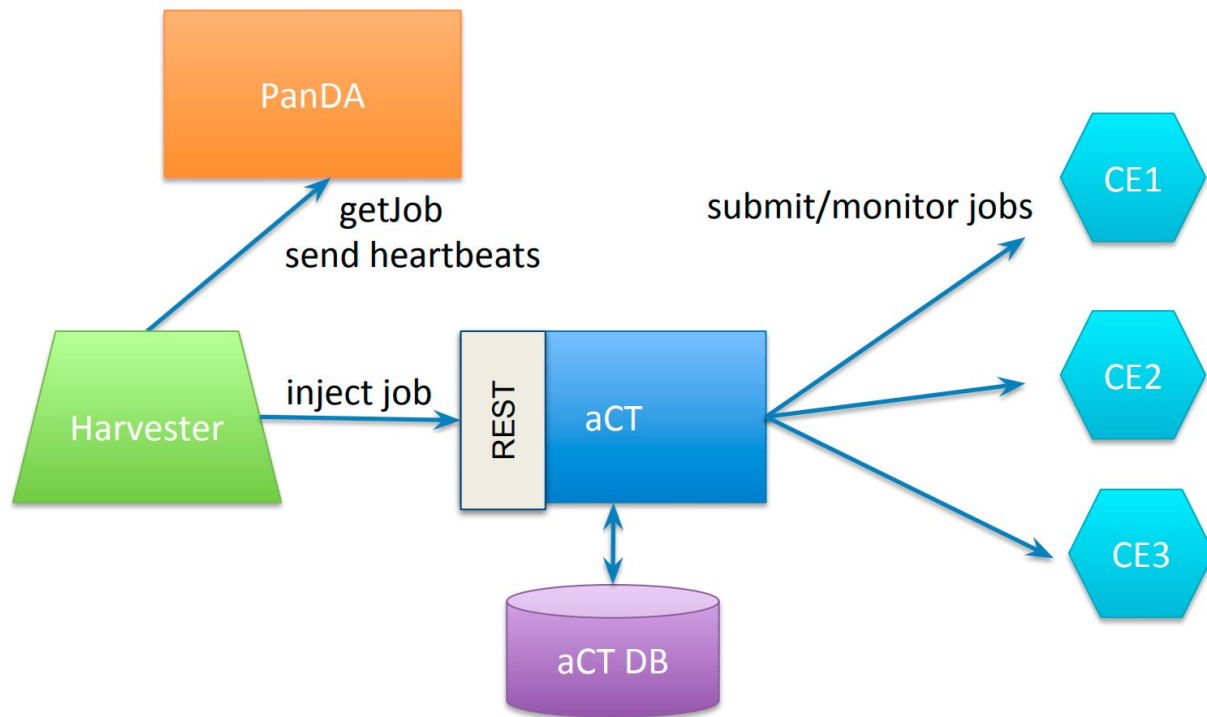 PanDA
getJob
send heartbeats
submit/monitor jobs
CE1
Harvester
inject job
REST
aCT
CE2
CE3
aCT DB